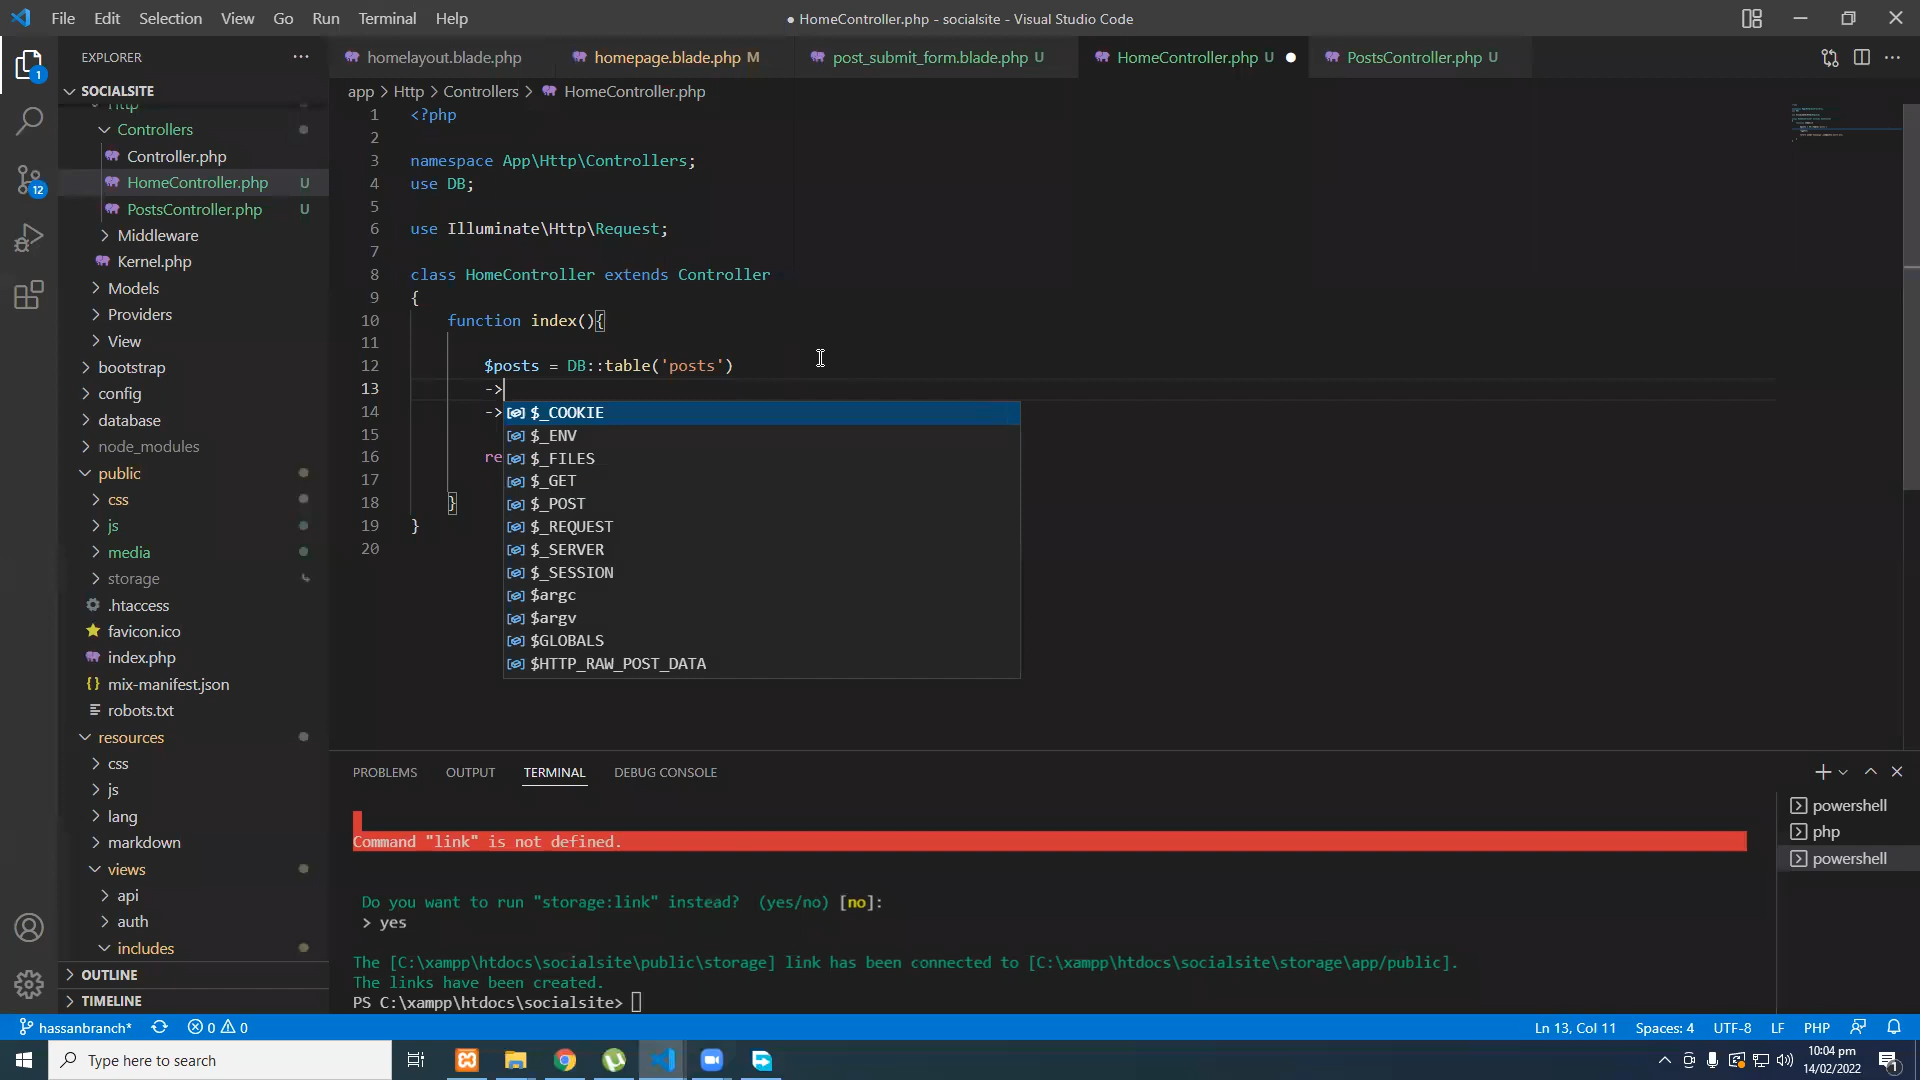 File Edit Selection View Go Run Terminal Help
● HomeController.php - socialsite - Visual Studio Code
EXPLORER
homelayout.blade.php
homepage.blade.php M
post_submit_form.blade.php U
HomeController.php U
PostsController.php U
SOCIALSITE
Http
Controllers
Controller.php
HomeController.php U
PostsController.php U
Middleware
Kernel.php
Models
Providers
View
bootstrap
config
database
node_modules
public
css
js
media
storage
.htaccess
favicon.ico
index.php
mix-manifest.json
robots.txt
resources
css
js
lang
markdown
views
api
auth
includes
OUTLINE
TIMELINE
1
12
app > Http > Controllers > HomeController.php
1 <?php
2
3 namespace App\Http\Controllers;
4 use DB;
5
6 use Illuminate\Http\Request;
7
8 class HomeController extends Controller
9 {
10 function index(){
11
12 $posts = DB::table('posts')
13 ->
14 ->
15
16 re
17
18 }
19 }
20
$_COOKIE
$_ENV
$_FILES
$_GET
$_POST
$_REQUEST
$_SERVER
$_SESSION
$argc
$argv
$GLOBALS
$HTTP_RAW_POST_DATA
PROBLEMS OUTPUT TERMINAL DEBUG CONSOLE
Command "link" is not defined.
Do you want to run "storage:link" instead? (yes/no) [no]:
> yes
The [C:\xampp\htdocs\socialsite\public\storage] link has been connected to [C:\xampp\htdocs\socialsite\storage\app/public].
The links have been created.
PS C:\xampp\htdocs\socialsite>
powershell
php
powershell
hassanbranch* 0 0
Ln 13, Col 11 Spaces: 4 UTF-8 LF PHP
Type here to search
10:04 pm
14/02/2022
1